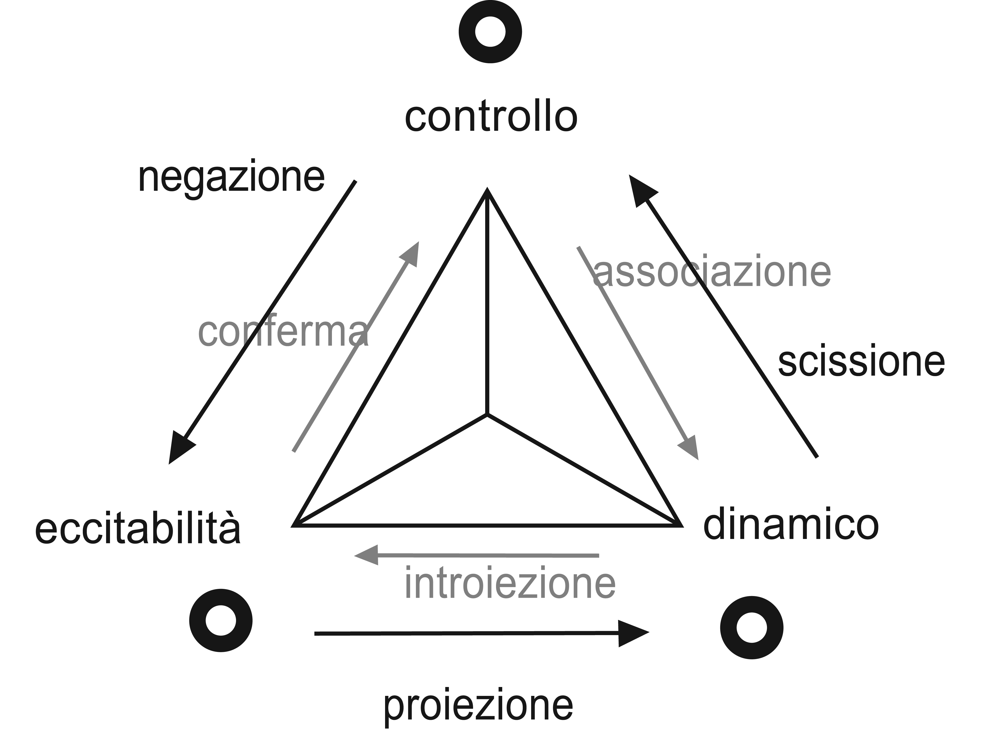 controllo
negazione
associazione
conferma
scissione
eccitabilità
dinamico
introiezione
proiezione